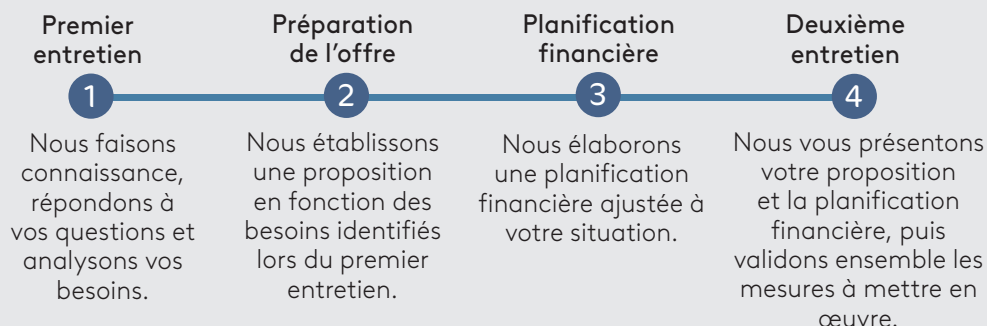 Premier
entretien
1
Nous faisons
connaissance,
répondons à
vos questions et
analysons vos
besoins.
Préparation
de l’offre
2
Nous établissons
une proposition
en fonction des
besoins identifiés
lors du premier
entretien.
Planification
financière
3
Nous élaborons
une planification
financière ajustée à
votre situation.
Deuxième
entretien
4
Nous vous présentons
votre proposition
et la planification
financière, puis
validons ensemble les
mesures à mettre en
œuvre.